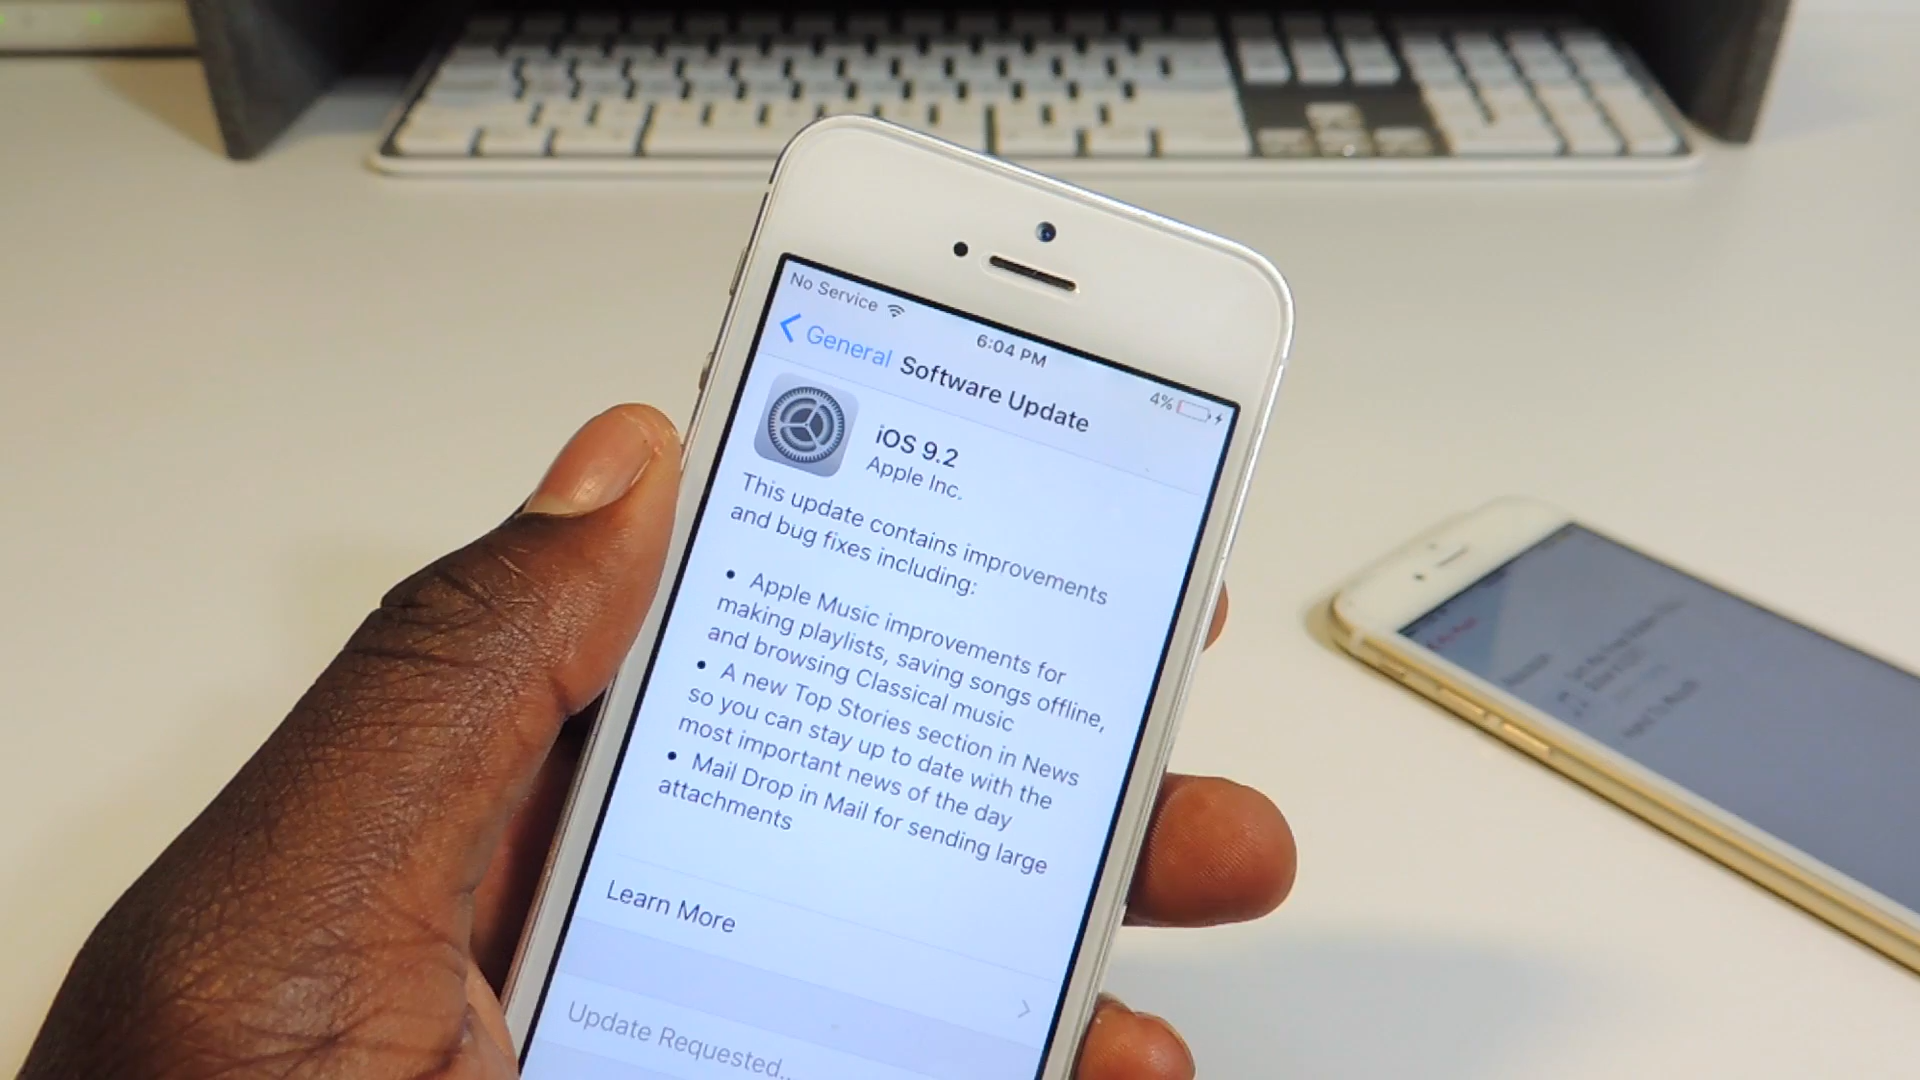 No Service
6:04 PM
4%
General
Software Update
iOS 9.2
Apple Inc.
This update contains improvements
and bug fixes including:
• Apple Music improvements for
making playlists, saving songs offline,
and browsing Classical music
• A new Top Stories section in News
so you can stay up to date with the
most important news of the day
• Mail Drop in Mail for sending large
attachments
Learn More
Update Requested...